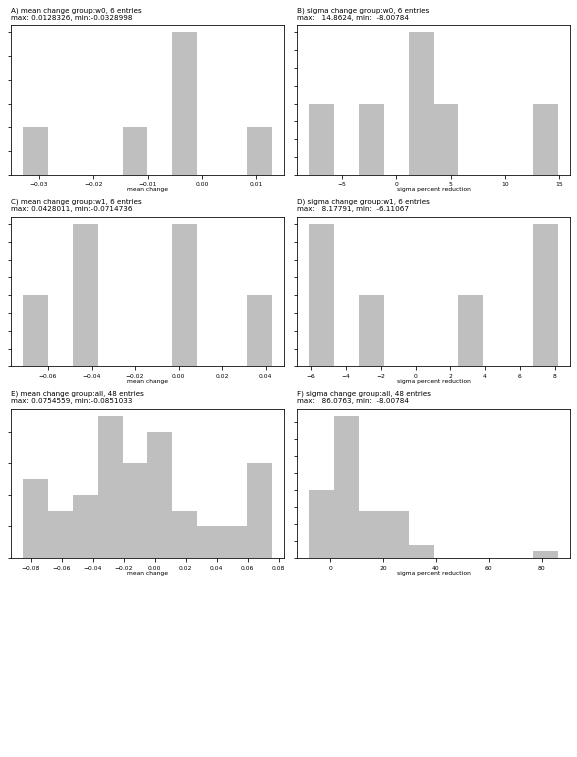 A) mean change group:w0, 6 entries
max: 0.0128326, min:-0.0328998
−0.03 −0.02 −0.01 0.00 0.01
mean change
B) sigma change group:w0, 6 entries
max:   14.8624, min:  -8.00784
−5 0 5 10 15
sigma percent reduction
C) mean change group:w1, 6 entries
max: 0.0428011, min:-0.0714736
−0.06 −0.04 −0.02 0.00 0.02 0.04
mean change
D) sigma change group:w1, 6 entries
max:   8.17791, min:  -6.11067
−6 −4 −2 0 2 4 6 8
sigma percent reduction
E) mean change group:all, 48 entries
max: 0.0754559, min:-0.0851033
−0.08 −0.06 −0.04 −0.02 0.00 0.02 0.04 0.06 0.08
mean change
F) sigma change group:all, 48 entries
max:   86.0763, min:  -8.00784
0 20 40 60 80
sigma percent reduction